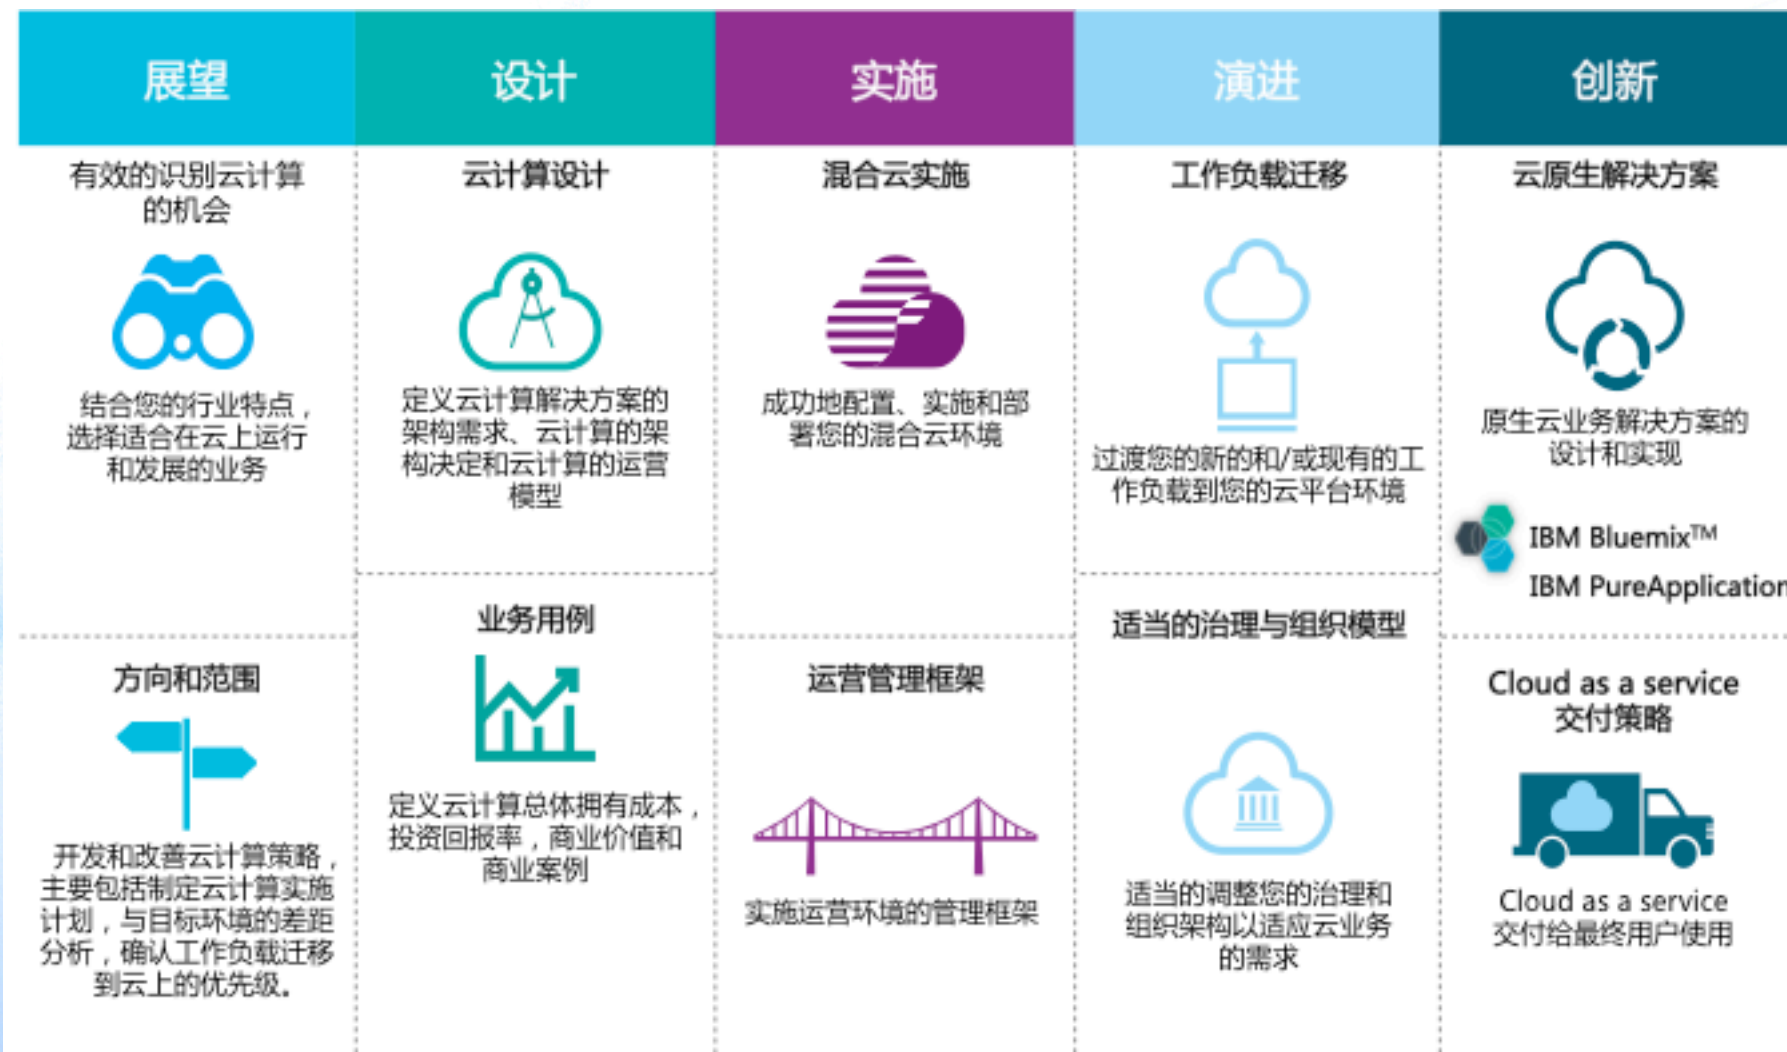 展望
有效的识别云计算
的机会
结合您的行业特点，
选择适合在云上运行
和发展的业务
方向和范围
开发和改善云计算策略，
主要包括制定云计算实施
计划，与目标环境的差距
分析，确认工作负载迁移
到云上的优先级。
设计
云计算设计
定义云计算解决方案的
架构需求、云计算的架
构决定和云计算的运营
模型
业务用例
定义云计算总体拥有成本，
投资回报率，商业价值和
商业案例
实施
混合云实施
成功地配置、实施和部
署您的混合云环境
运营管理框架
实施运营环境的管理框架
演进
工作负载迁移
过渡您的新的和/或现有的工
作负载到您的云平台环境
适当的治理与组织模型
适当的调整您的治理和
组织架构以适应云业务
的需求
创新
云原生解决方案
原生云业务解决方案的
设计和实现
IBM Bluemix™
IBM PureApplication
Cloud as a service
交付策略
Cloud as a service
交付给最终用户使用